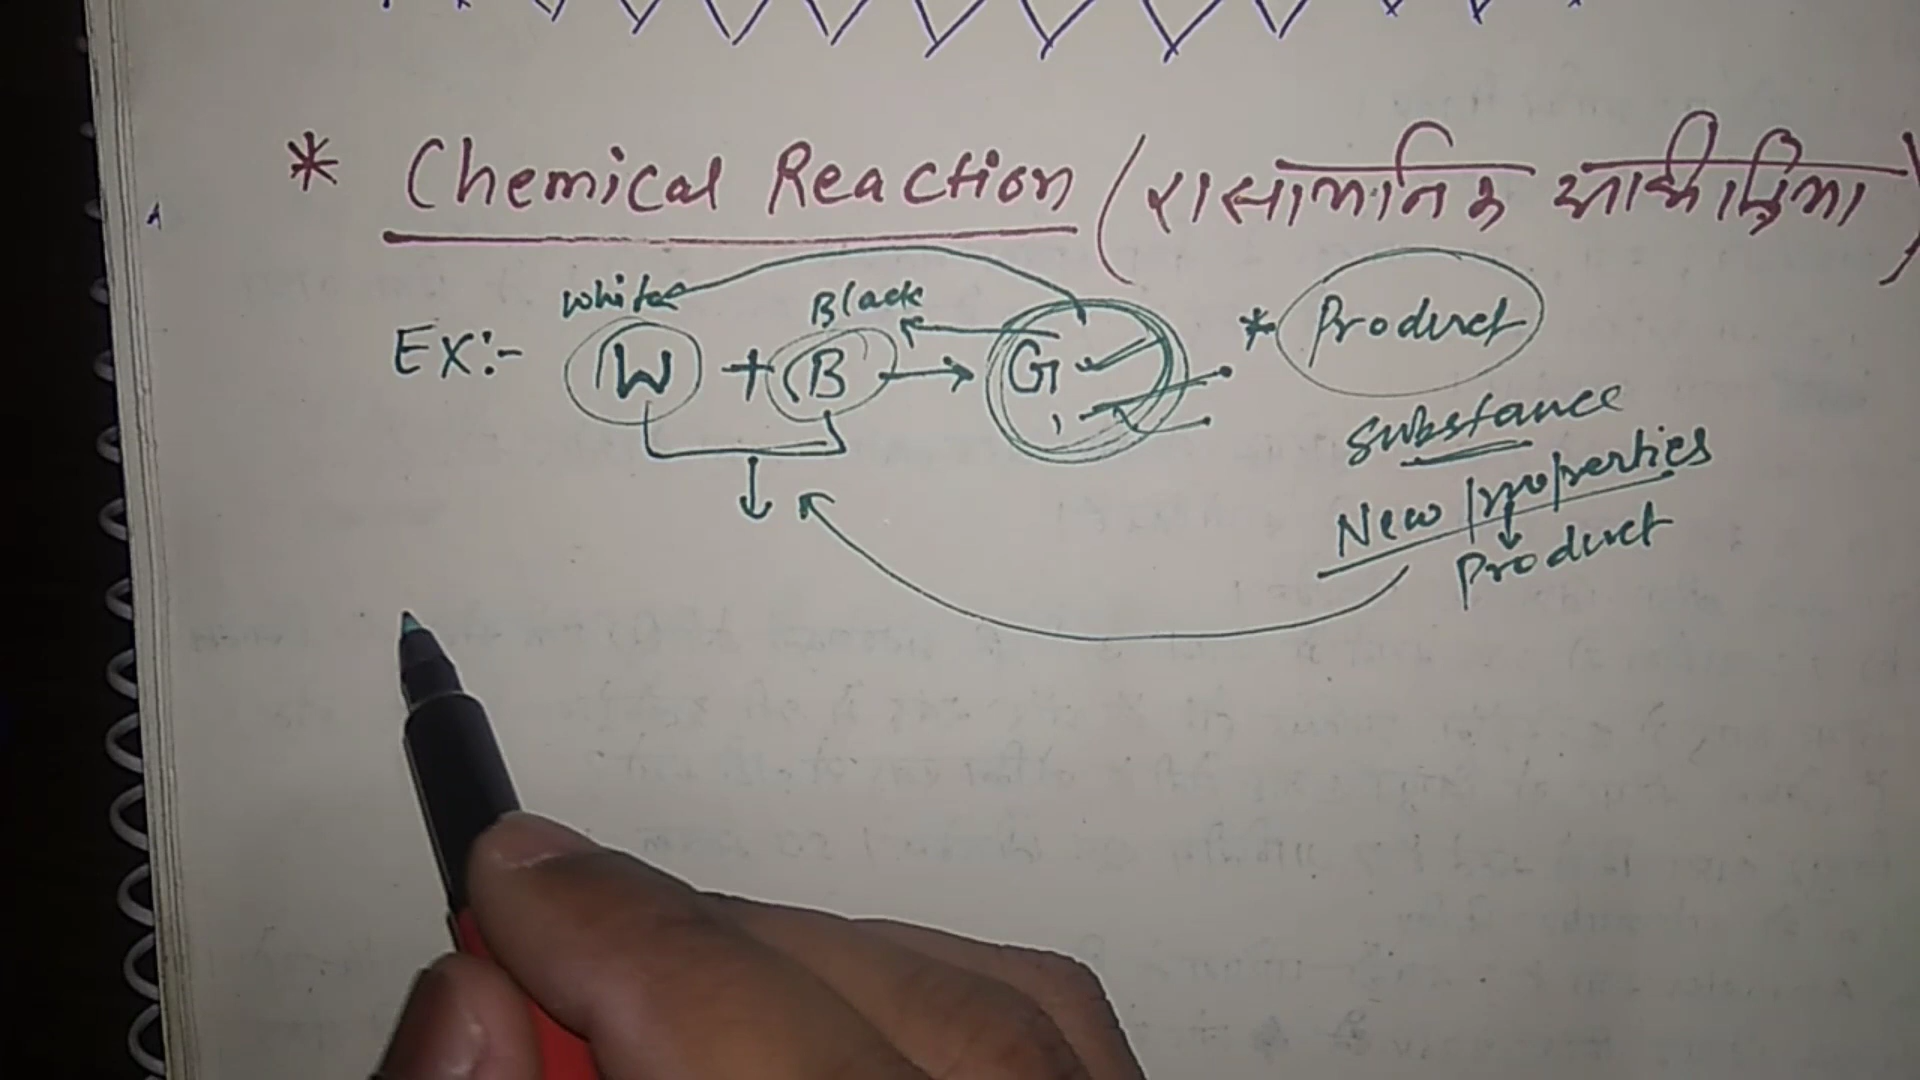 * Chemical Reaction (रासायनिक अभिक्रिया)
White Black
EX:- W + B → G * Product
Substance
New properties
Product